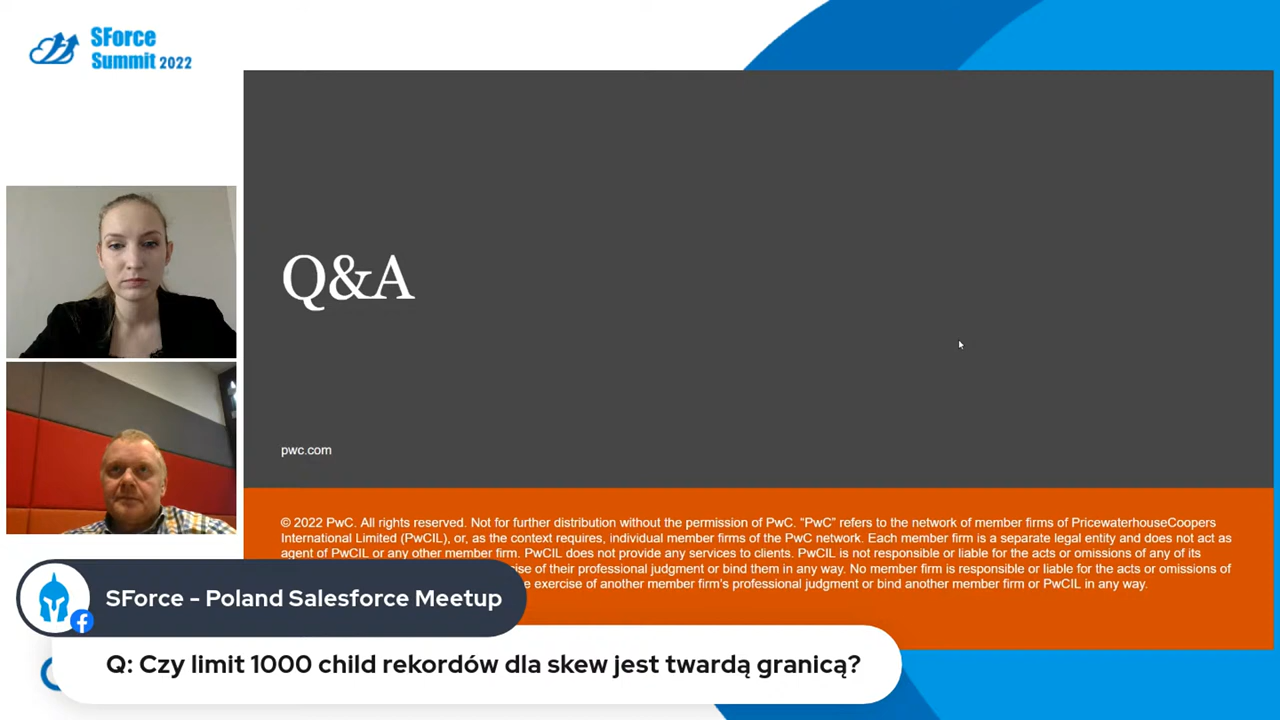 SForce
Summit 2022
Q&A
pwc.com
© 2022 PwC. All rights reserved. Not for further distribution without the permission of PwC. "PwC" refers to the network of member firms of PricewaterhouseCoopers
International Limited (PwCIL), or, as the context requires, individual member firms of the PwC network. Each member firm is a separate legal entity and does not act as
agent of PwCIL or any other member firm. PwCIL does not provide any services to clients. PwCIL is not responsible or liable for the acts or omissions of any of its
of their professional judgment or bind them in any way. No member firm is responsible or liable for the acts or omissions of
exercise of another member firm's professional judgment or bind another member firm or PwCIL in any way.
SForce - Poland Salesforce Meetup
Q: Czy limit 1000 child rekordów dla skew jest twardą granicą?